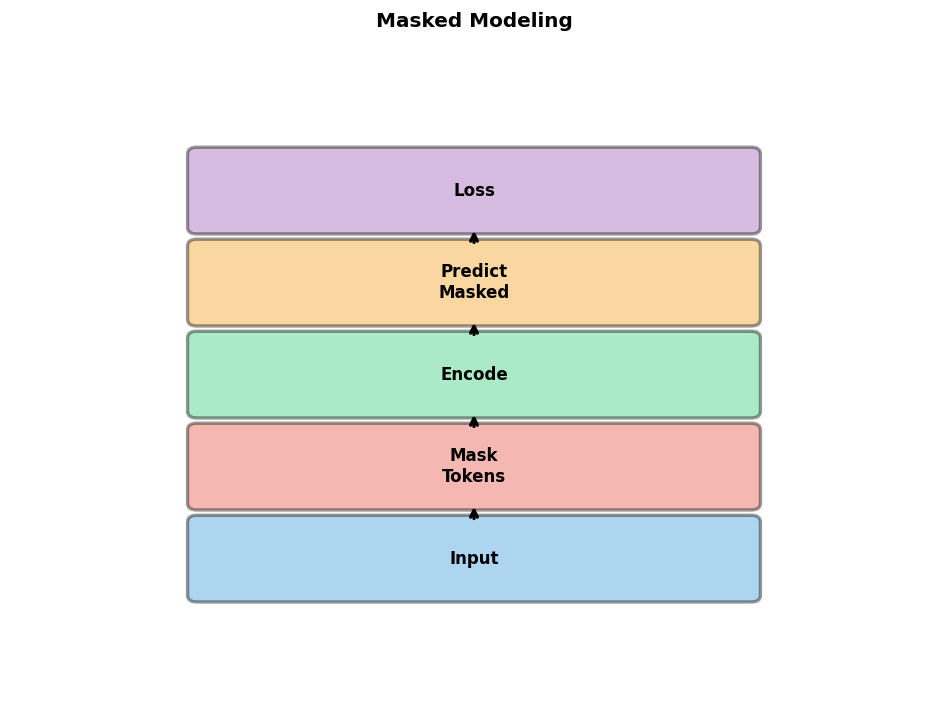 Masked Modeling
Loss
Predict
Masked
Encode
Mask
Tokens
Input